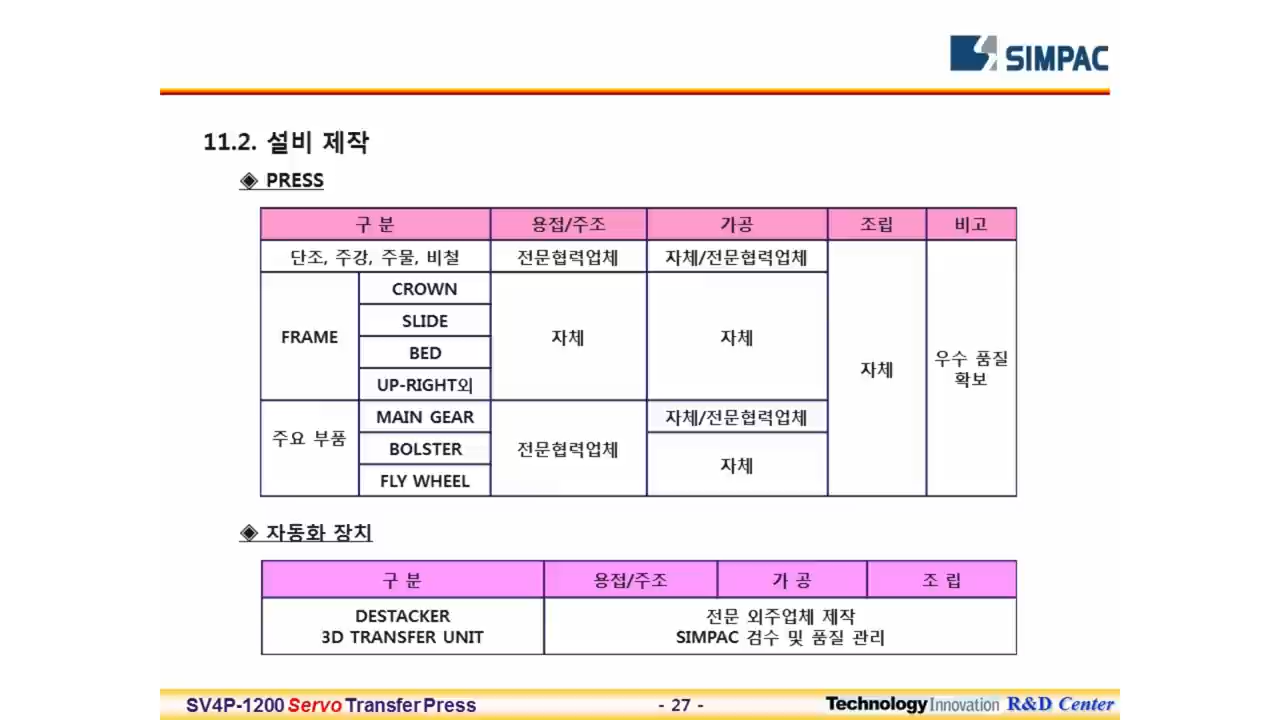 SIMPAC
11.2. 설비 제작
◈ PRESS
구 분 용접/주조 가공 조립 비고
단조, 주강, 주물, 비철 전문협력업체 자체/전문협력업체
FRAME
CROWN
SLIDE
BED
UP-RIGHT외
자체
자체
주요 부품
MAIN GEAR
BOLSTER
FLY WHEEL
전문협력업체
자체/전문협력업체
자체
자체
우수 품질
확보
◈ 자동화 장치
구 분 용접/주조 가 공 조 립
DESTACKER
3D TRANSFER UNIT
전문 외주업체 제작
SIMPAC 검수 및 품질 관리
SV4P-1200 Servo Transfer Press - 27 - Technology Innovation R&D Center